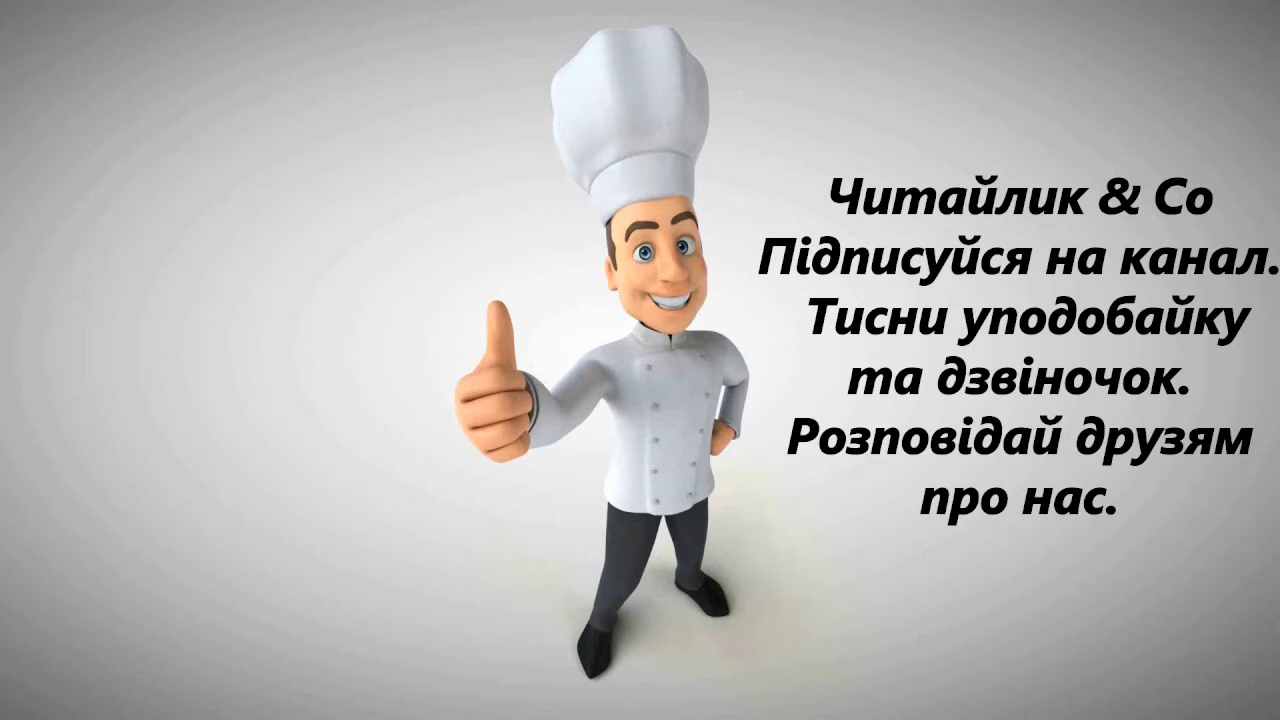 Читайлик & Co
Підписуйся на канал.
Тисни уподобайку
та дзвіночок.
Розповідай друзям
про нас.